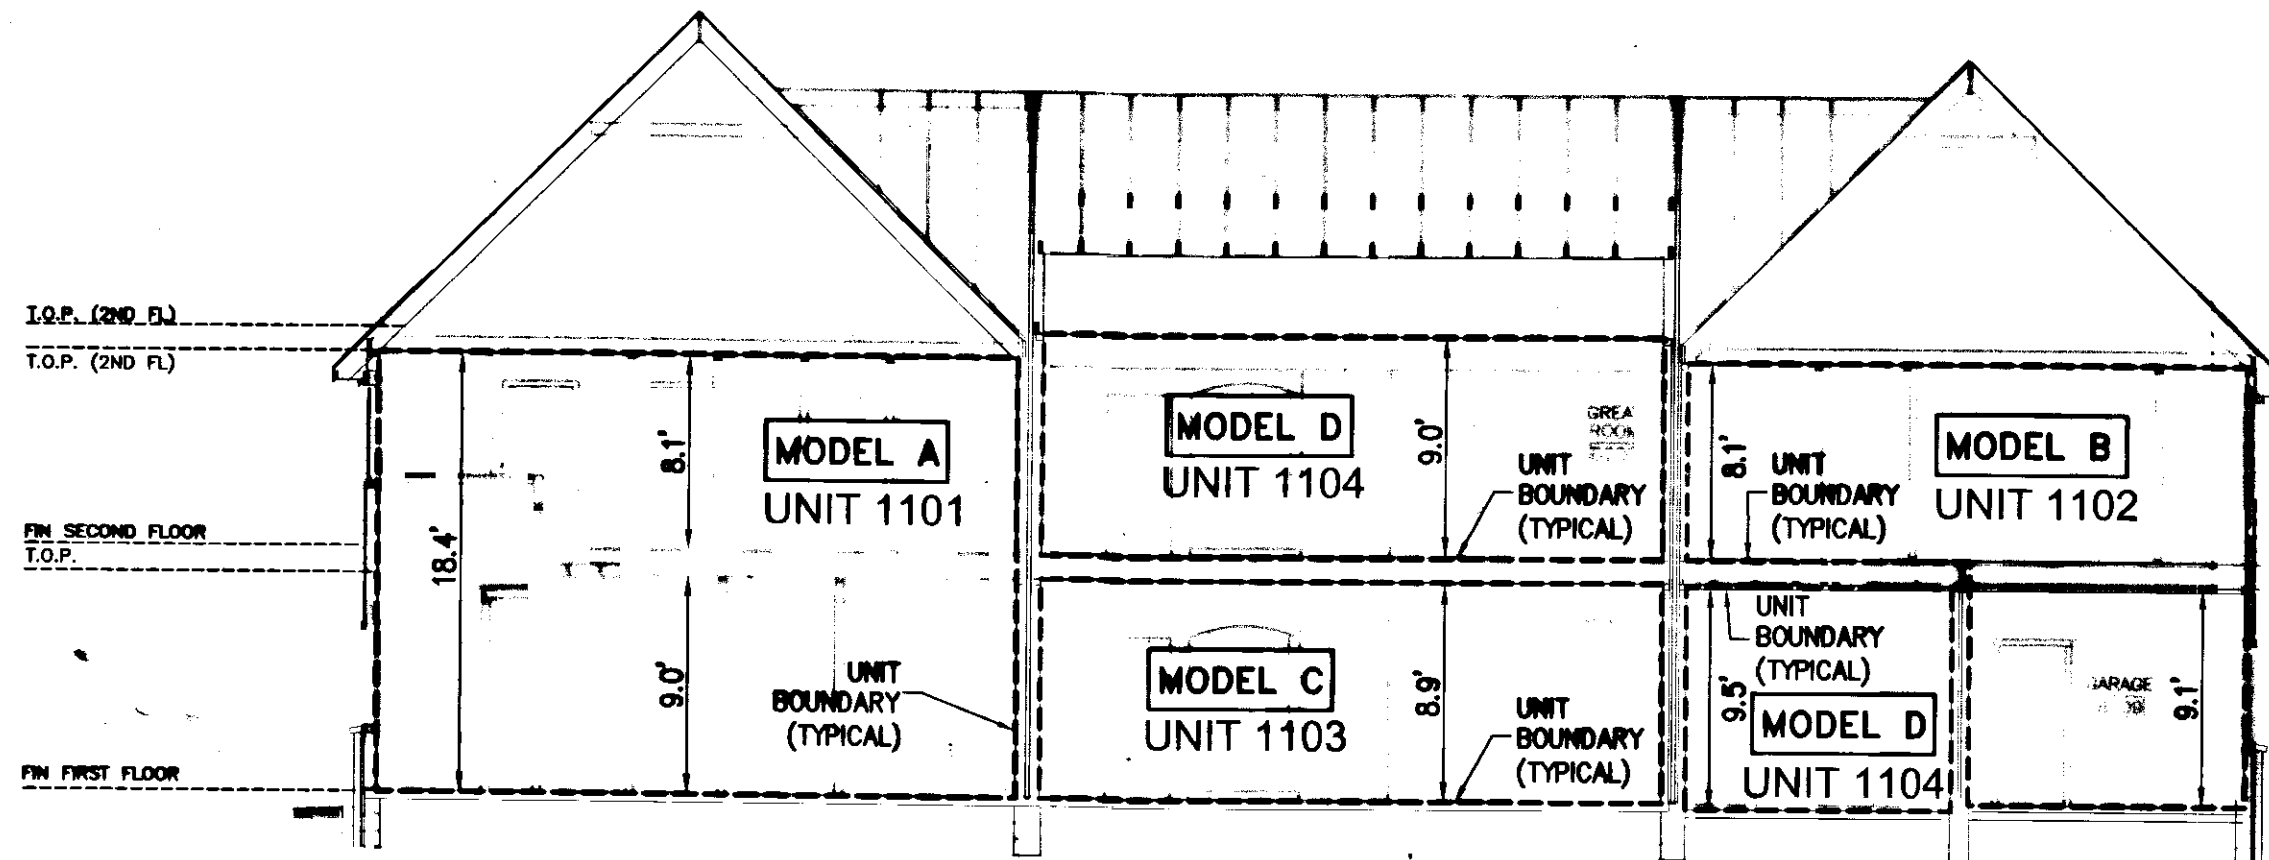 T.O.P. (2ND FL)
T.O.P. (2ND FL)
FIN SECOND FLOOR
T.O.P.
FIN FIRST FLOOR
18.4'
8.1'
9.0'
MODEL A
UNIT 1101
UNIT
BOUNDARY
(TYPICAL)
MODEL D
UNIT 1104
9.0'
UNIT
BOUNDARY
(TYPICAL)
MODEL C
UNIT 1103
8.9'
UNIT
BOUNDARY
(TYPICAL)
8.1'
UNIT
BOUNDARY
(TYPICAL)
MODEL B
UNIT 1102
UNIT
BOUNDARY
(TYPICAL)
9.5'
MODEL D
UNIT 1104
9.1'